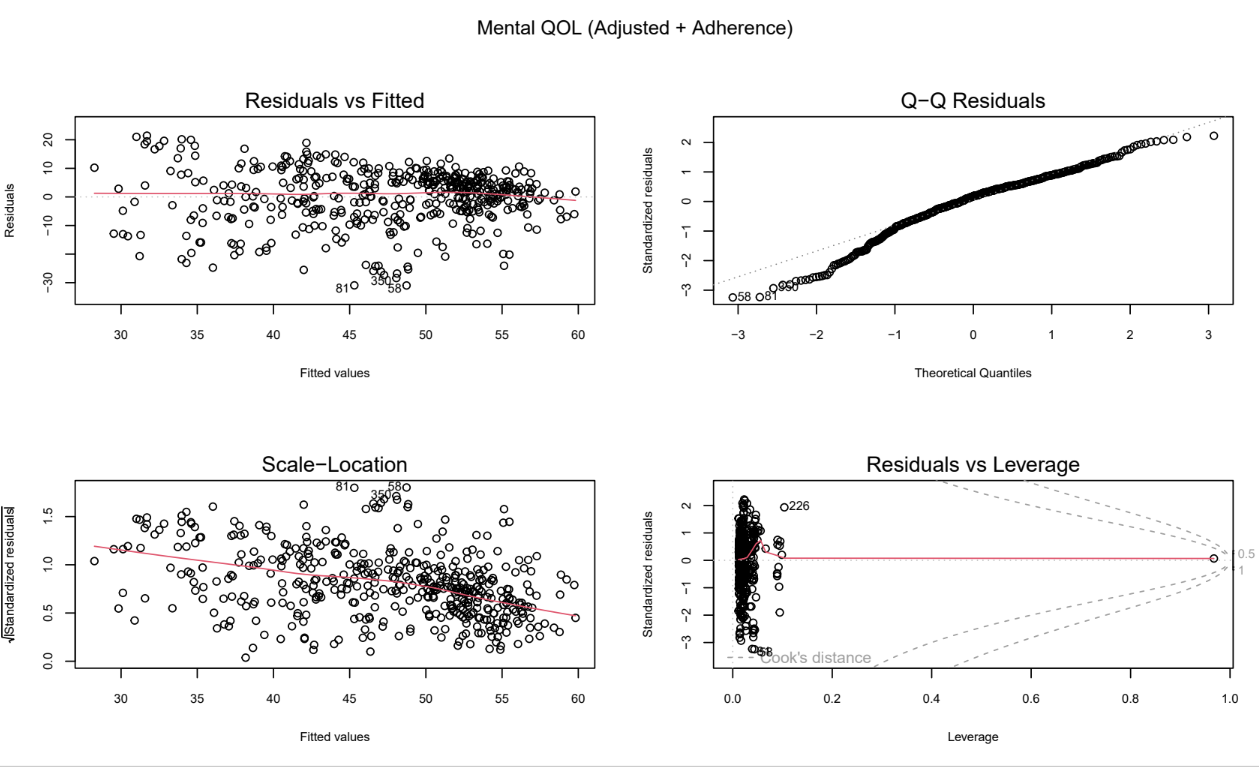 Mental QOL (Adjusted + Adherence)
Residuals vs Fitted
Residuals
20
10
0
−10
−30
81
350
58
30 35 40 45 50 55 60
Fitted values
Q−Q Residuals
Standardized residuals
2
1
0
−1
−2
−3
58 81 350
−3 −2 −1 0 1 2 3
Theoretical Quantiles
Scale−Location
√|Standardized residuals|
1.5
1.0
0.5
0.0
81
350
58
30 35 40 45 50 55 60
Fitted values
Residuals vs Leverage
Standardized residuals
2
1
0
−1
−2
−3
226
0.5
1
58
Cook's distance
0.0 0.2 0.4 0.6 0.8 1.0
Leverage